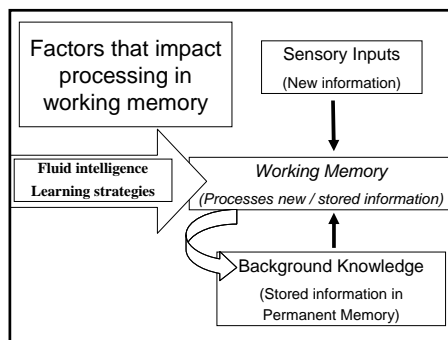 Factors that impact
processing in
working memory
Sensory Inputs
(New information)
Fluid intelligence
Learning strategies
Working Memory
(Processes new / stored information)
Background Knowledge
(Stored information in
Permanent Memory)